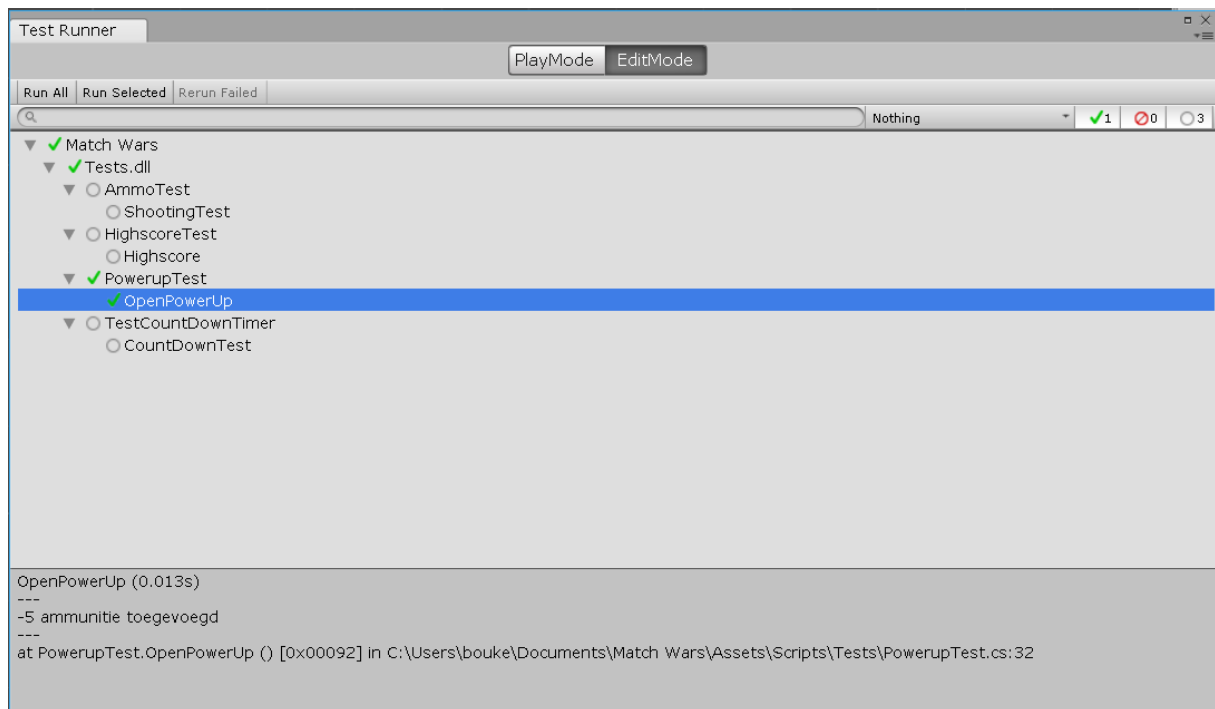 Test Runner
PlayMode EditMode
Run All Run Selected Rerun Failed
Nothing 1 0 3
Match Wars
Tests.dll
AmmoTest
ShootingTest
HighscoreTest
Highscore
PowerupTest
OpenPowerUp
TestCountDownTimer
CountDownTest
OpenPowerUp (0.013s)
---
-5 ammunitie toegevoegd
---
at PowerupTest.OpenPowerUp () [0x00092] in C:\Users\bouke\Documents\Match Wars\Assets\Scripts\Tests\PowerupTest.cs:32